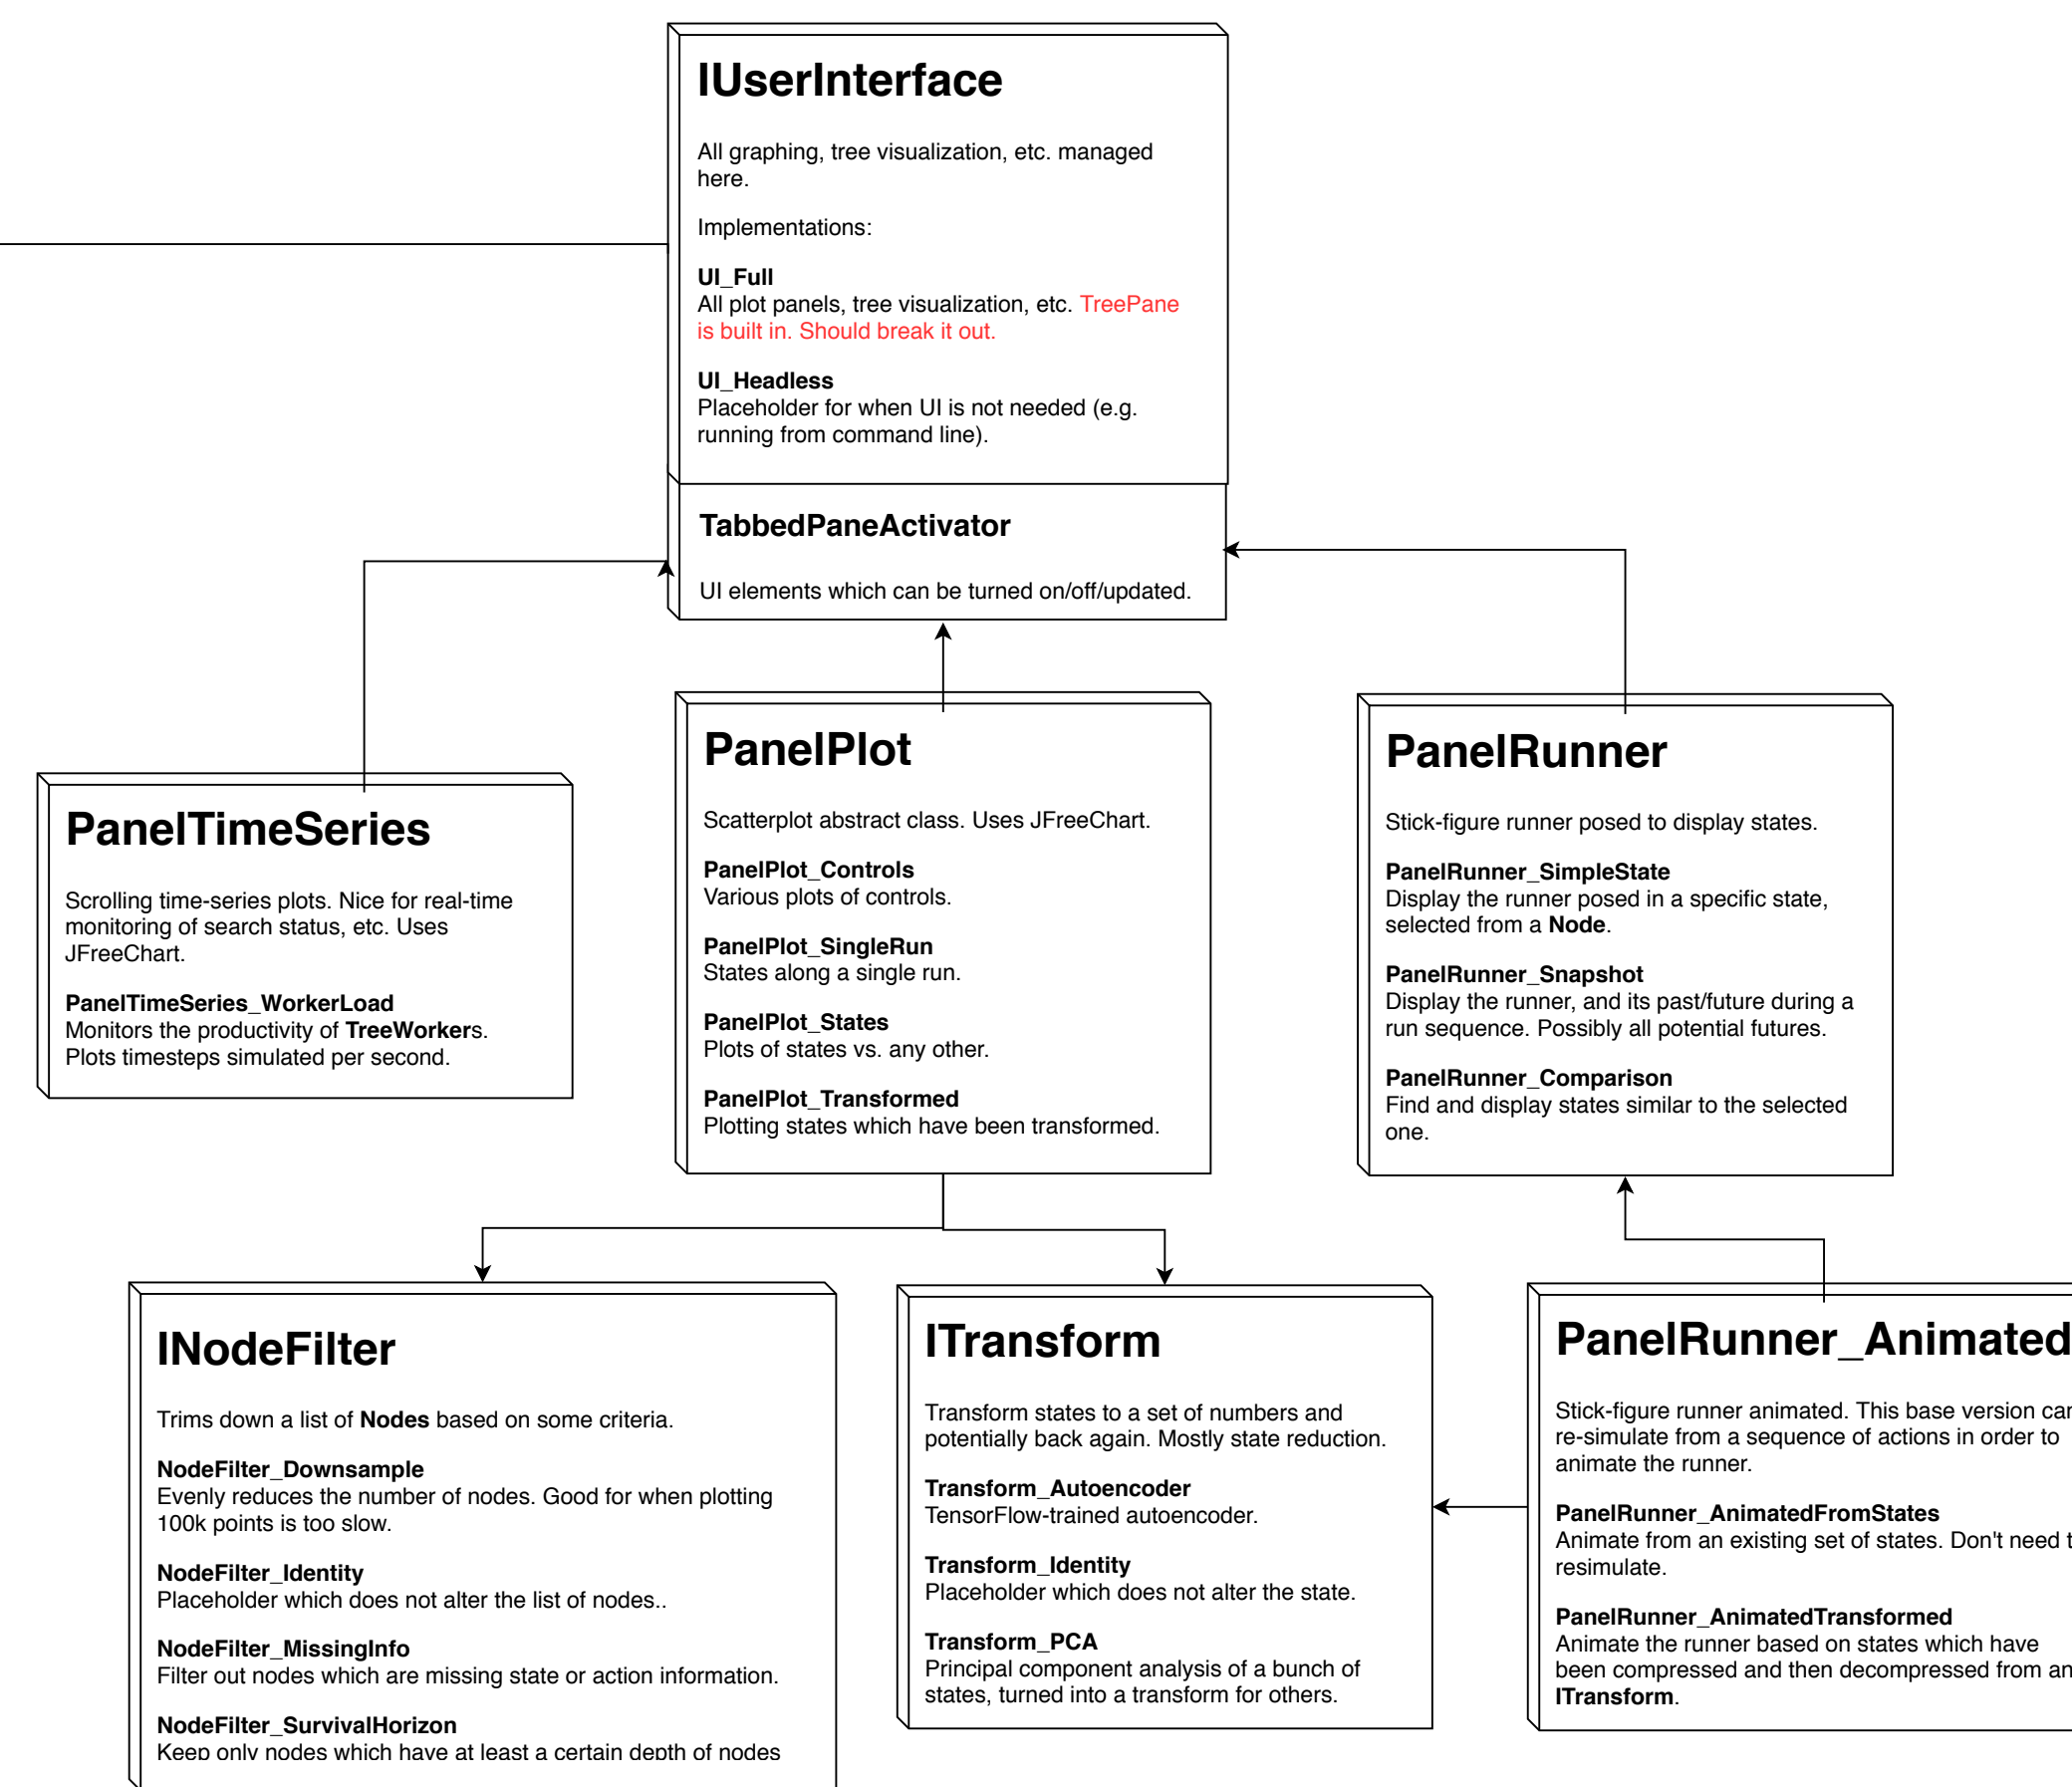 IUserInterface
All graphing, tree visualization, etc. managed
here.
Implementations:
UI_Full
All plot panels, tree visualization, etc. TreePane
is built in. Should break it out.
UI_Headless
Placeholder for when UI is not needed (e.g.
running from command line).
TabbedPaneActivator
UI elements which can be turned on/off/updated.
PanelTimeSeries
Scrolling time-series plots. Nice for real-time
monitoring of search status, etc. Uses
JFreeChart.
PanelTimeSeries_WorkerLoad
Monitors the productivity of TreeWorkers.
Plots timesteps simulated per second.
PanelPlot
Scatterplot abstract class. Uses JFreeChart.
PanelPlot_Controls
Various plots of controls.
PanelPlot_SingleRun
States along a single run.
PanelPlot_States
Plots of states vs. any other.
PanelPlot_Transformed
Plotting states which have been transformed.
PanelRunner
Stick-figure runner posed to display states.
PanelRunner_SimpleState
Display the runner posed in a specific state,
selected from a Node.
PanelRunner_Snapshot
Display the runner, and its past/future during a
run sequence. Possibly all potential futures.
PanelRunner_Comparison
Find and display states similar to the selected
one.
INodeFilter
Trims down a list of Nodes based on some criteria.
NodeFilter_Downsample
Evenly reduces the number of nodes. Good for when plotting
100k points is too slow.
NodeFilter_Identity
Placeholder which does not alter the list of nodes..
NodeFilter_MissingInfo
Filter out nodes which are missing state or action information.
NodeFilter_SurvivalHorizon
Keep only nodes which have at least a certain depth of nodes
ITransform
Transform states to a set of numbers and
potentially back again. Mostly state reduction.
Transform_Autoencoder
TensorFlow-trained autoencoder.
Transform_Identity
Placeholder which does not alter the state.
Transform_PCA
Principal component analysis of a bunch of
states, turned into a transform for others.
PanelRunner_Animated
Stick-figure runner animated. This base version can
re-simulate from a sequence of actions in order to
animate the runner.
PanelRunner_AnimatedFromStates
Animate from an existing set of states. Don't need
resimulate.
PanelRunner_AnimatedTransformed
Animate the runner based on states which have
been compressed and then decompressed from an
ITransform.